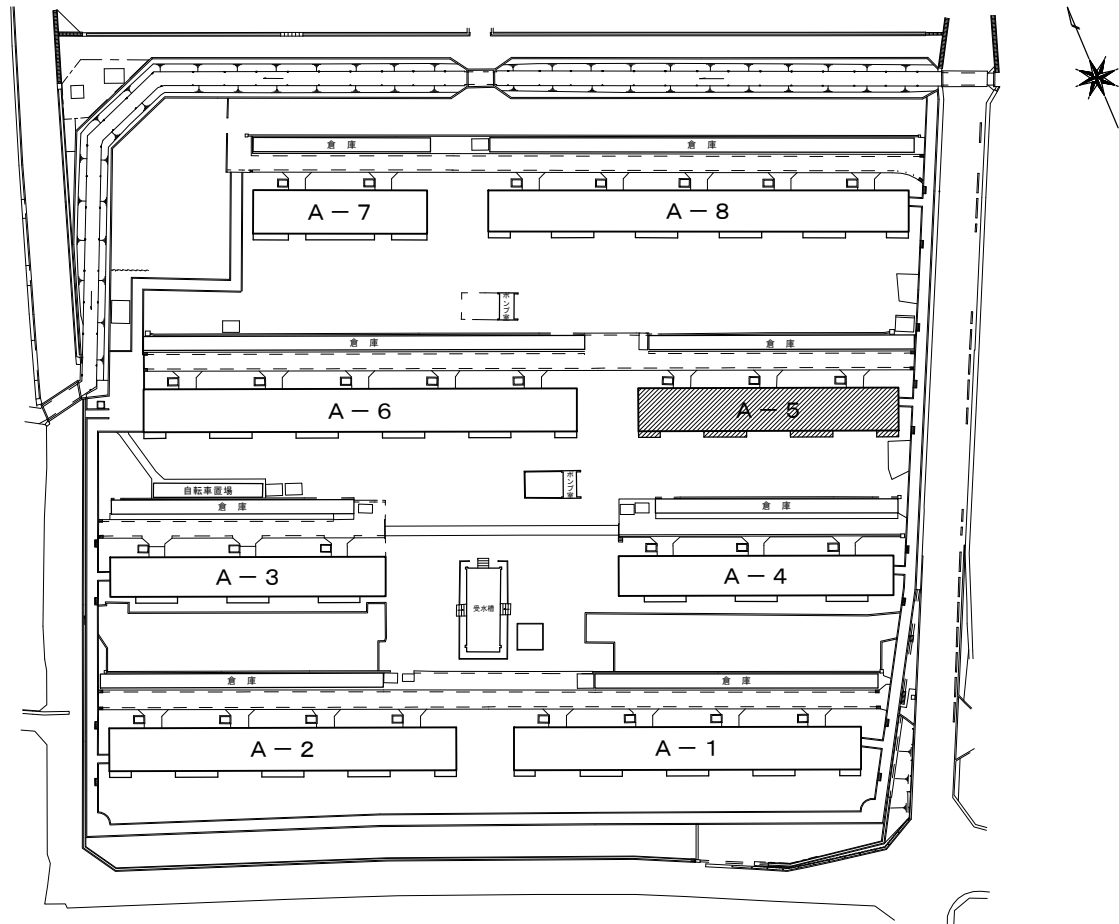 倉 庫
倉 庫
A－7
A－8
ポンプ室
倉 庫
倉 庫
A－6
A－5
自転車置場
ポンプ室
倉 庫
倉 庫
A－3
A－4
受水槽
倉 庫
倉 庫
A－2
A－1